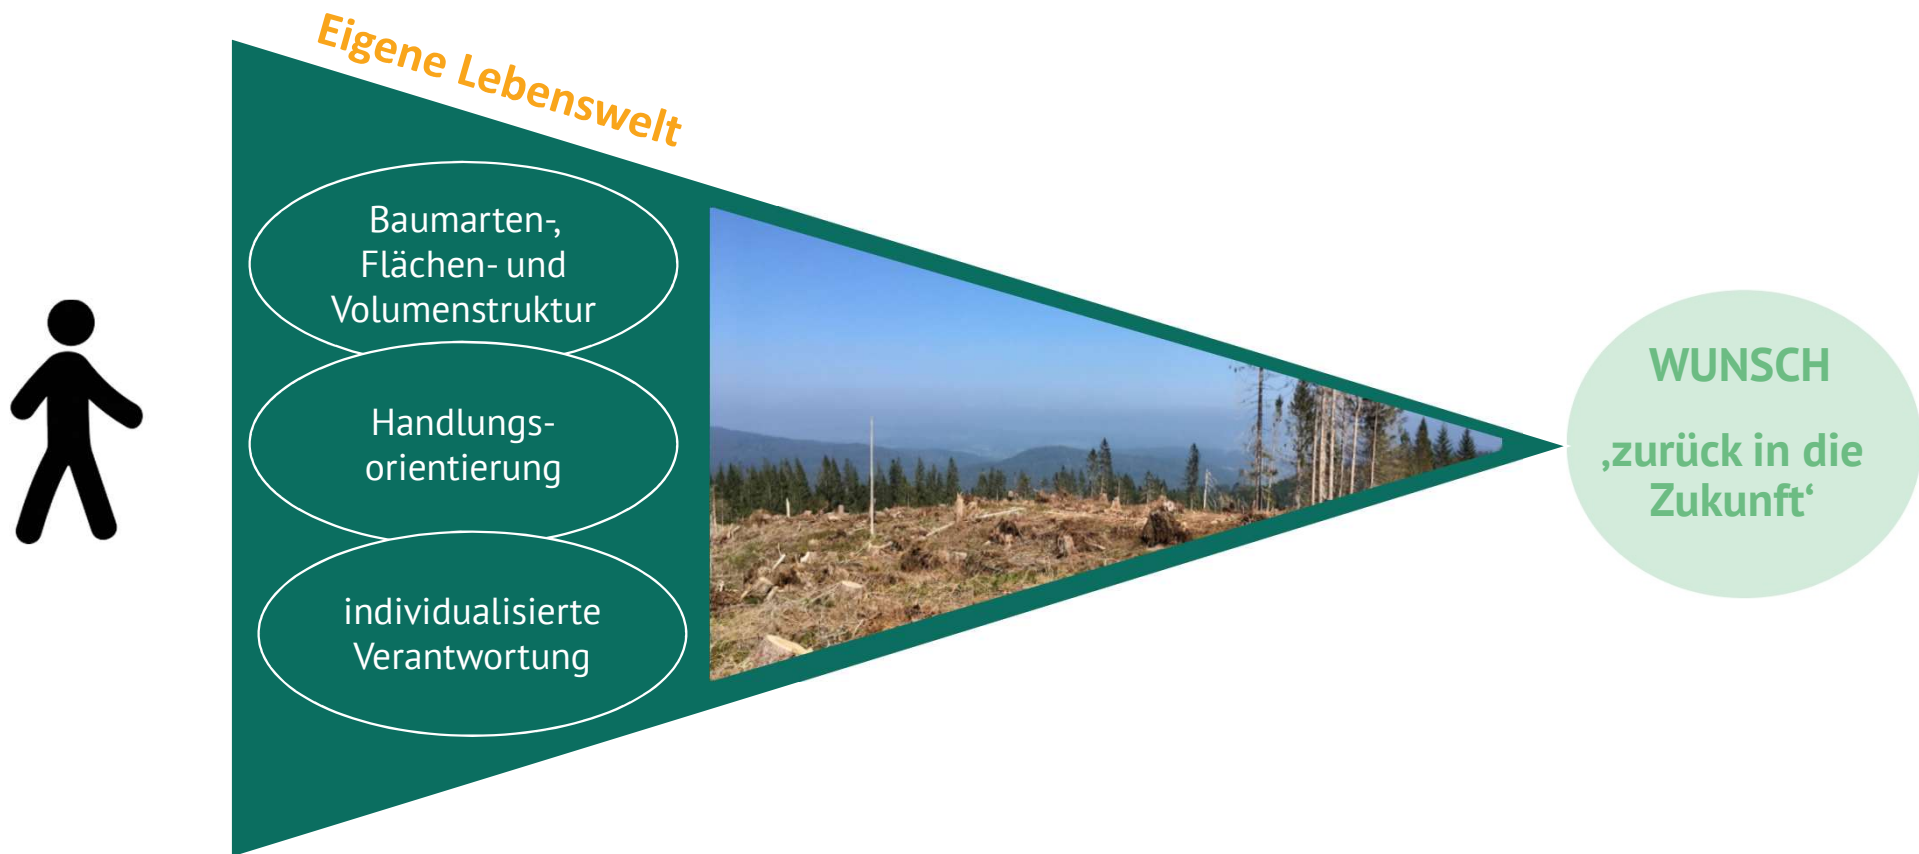 Eigene Lebenswelt
Baumarten-,
Flächen- und
Volumenstruktur
Handlungs-
orientierung
individualisierte
Verantwortung
WUNSCH
‚zurück in die
Zukunft‘